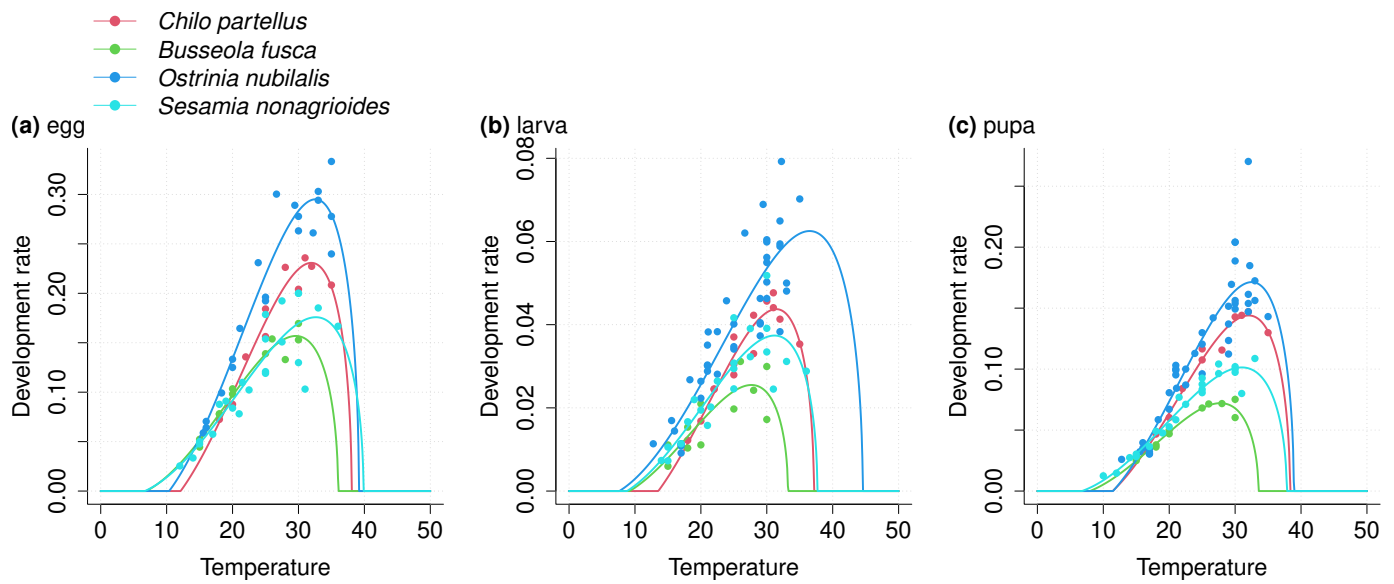 Chilo partellus
Busseola fusca
Ostrinia nubilalis
Sesamia nonagrioides
(a) egg
Development rate
0.00
0.10
0.20
0.30
0 10 20 30 40 50
Temperature
(b) larva
Development rate
0.00
0.02
0.04
0.06
0.08
0 10 20 30 40 50
Temperature
(c) pupa
Development rate
0.00
0.10
0.20
0 10 20 30 40 50
Temperature